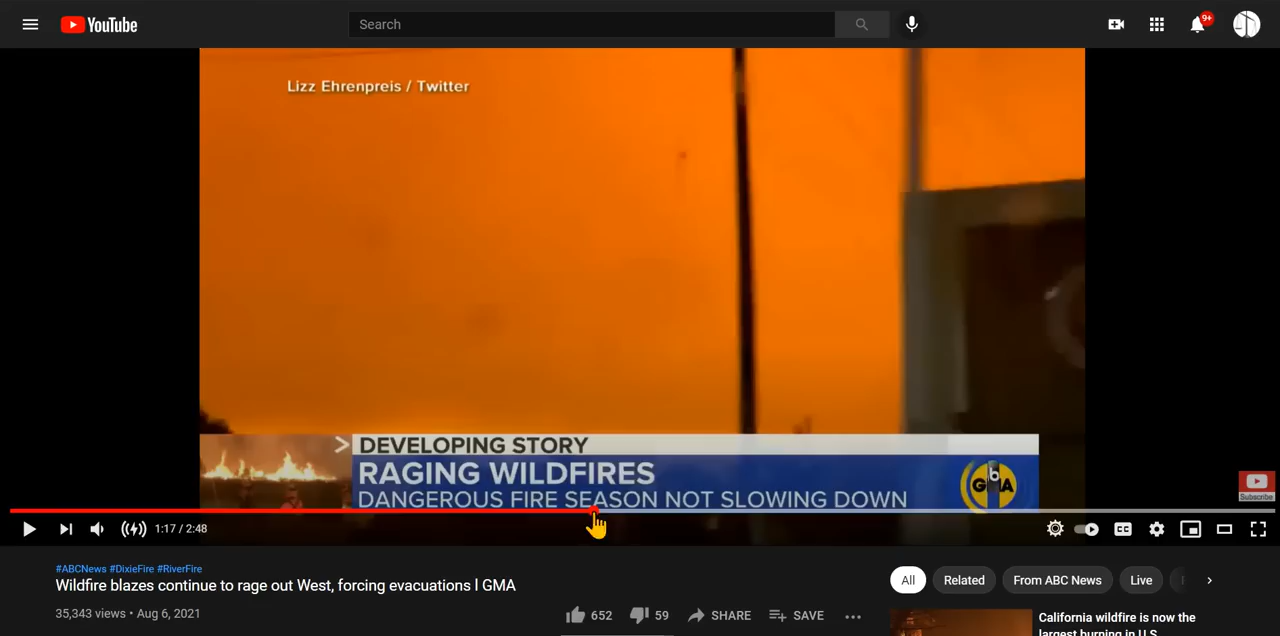 YouTube
Search
9+
Lizz Ehrenpreis / Twitter
DEVELOPING STORY
RAGING WILDFIRES
DANGEROUS FIRE SEASON NOT SLOWING DOWN
GMA
Subscribe
1:17 / 2:48
CC
#ABCNews #DixieFire #RiverFire
Wildfire blazes continue to rage out West, forcing evacuations l GMA
35,343 views • Aug 6, 2021
652
59
SHARE
SAVE
All
Related
From ABC News
Live
California wildfire is now the
largest burning in U.S.